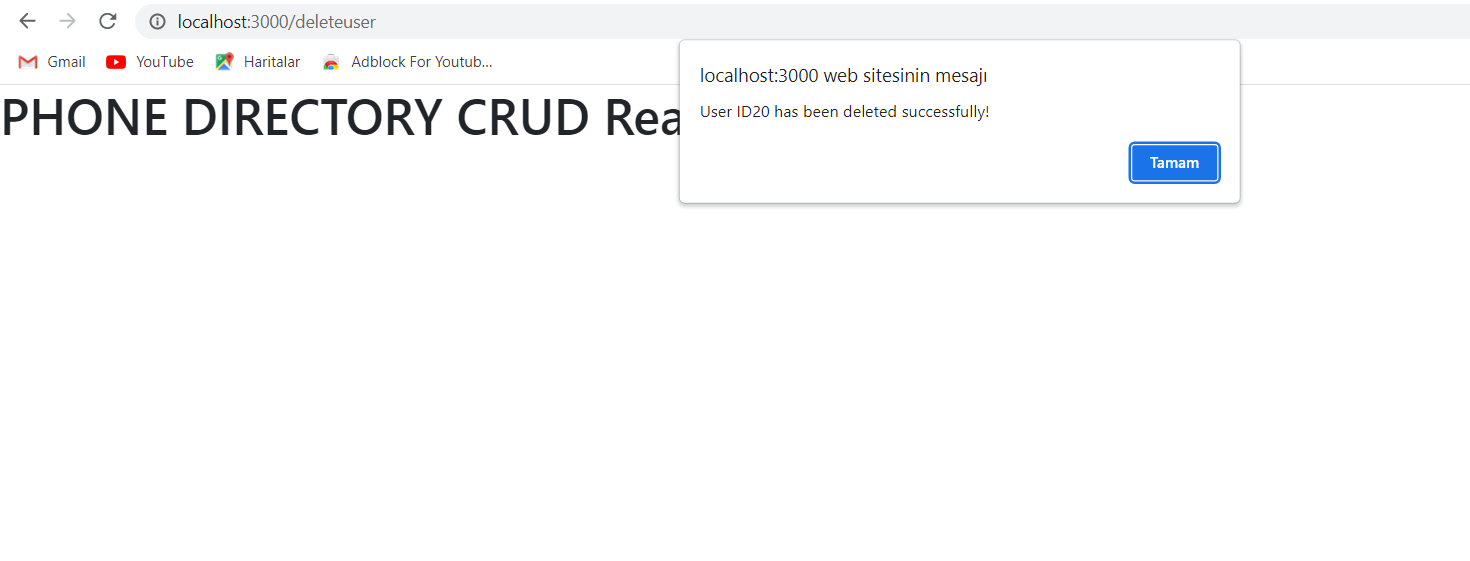 localhost:3000/deleteuser
Gmail YouTube Haritalar Adblock For Youtub...
localhost:3000 web sitesinin mesajı
User ID20 has been deleted successfully!
Tamam
PHONE DIRECTORY CRUD Rea